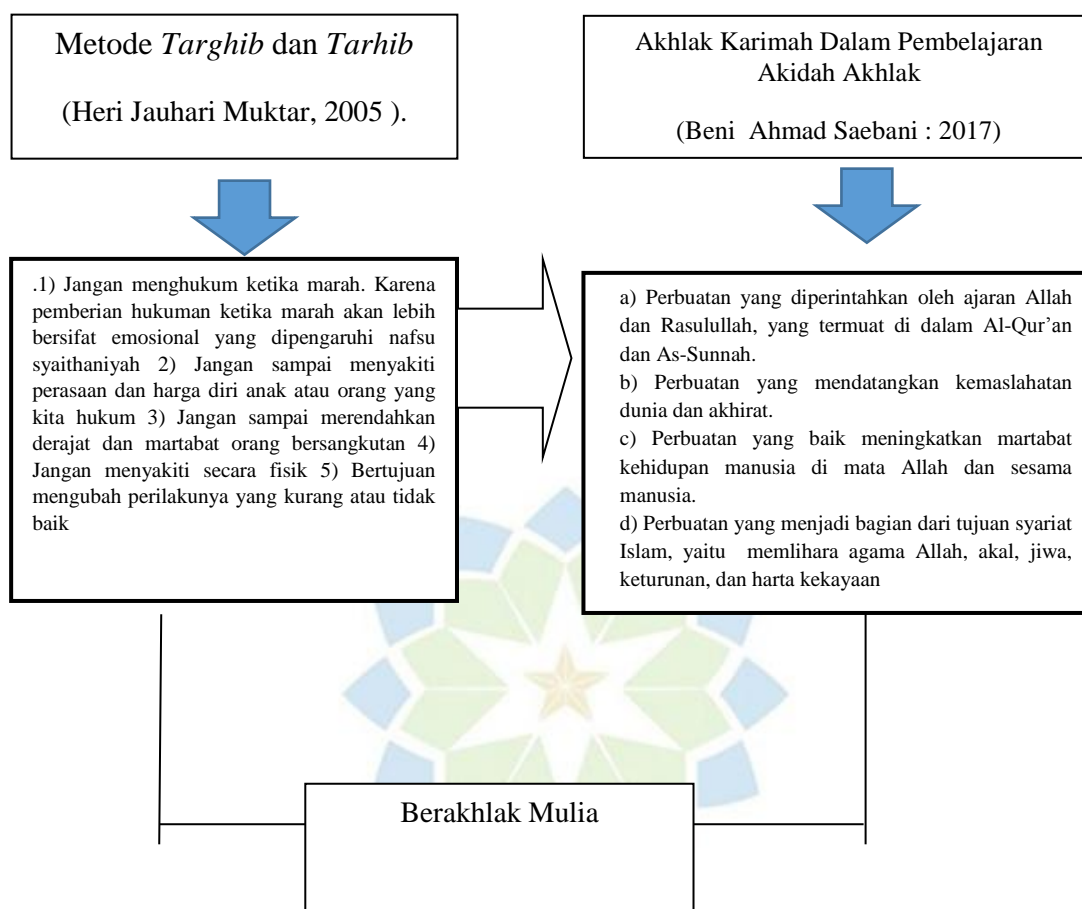 Metode Targhib dan Tarhib
(Heri Jauhari Muktar, 2005 ).
Akhlak Karimah Dalam Pembelajaran
Akidah Akhlak
(Beni Ahmad Saebani : 2017)
.1) Jangan menghukum ketika marah. Karena
pemberian hukuman ketika marah akan lebih
bersifat emosional yang dipengaruhi nafsu
syaithaniyah 2) Jangan sampai menyakiti
perasaan dan harga diri anak atau orang yang
kita hukum 3) Jangan sampai merendahkan
derajat dan martabat orang bersangkutan 4)
Jangan menyakiti secara fisik 5) Bertujuan
mengubah perilakunya yang kurang atau tidak
baik
a) Perbuatan yang diperintahkan oleh ajaran Allah
dan Rasulullah, yang termuat di dalam Al-Qur’an
dan As-Sunnah.
b) Perbuatan yang mendatangkan kemaslahatan
dunia dan akhirat.
c) Perbuatan yang baik meningkatkan martabat
kehidupan manusia di mata Allah dan sesama
manusia.
d) Perbuatan yang menjadi bagian dari tujuan syariat
Islam, yaitu memlihara agama Allah, akal, jiwa,
keturunan, dan harta kekayaan
Berakhlak Mulia